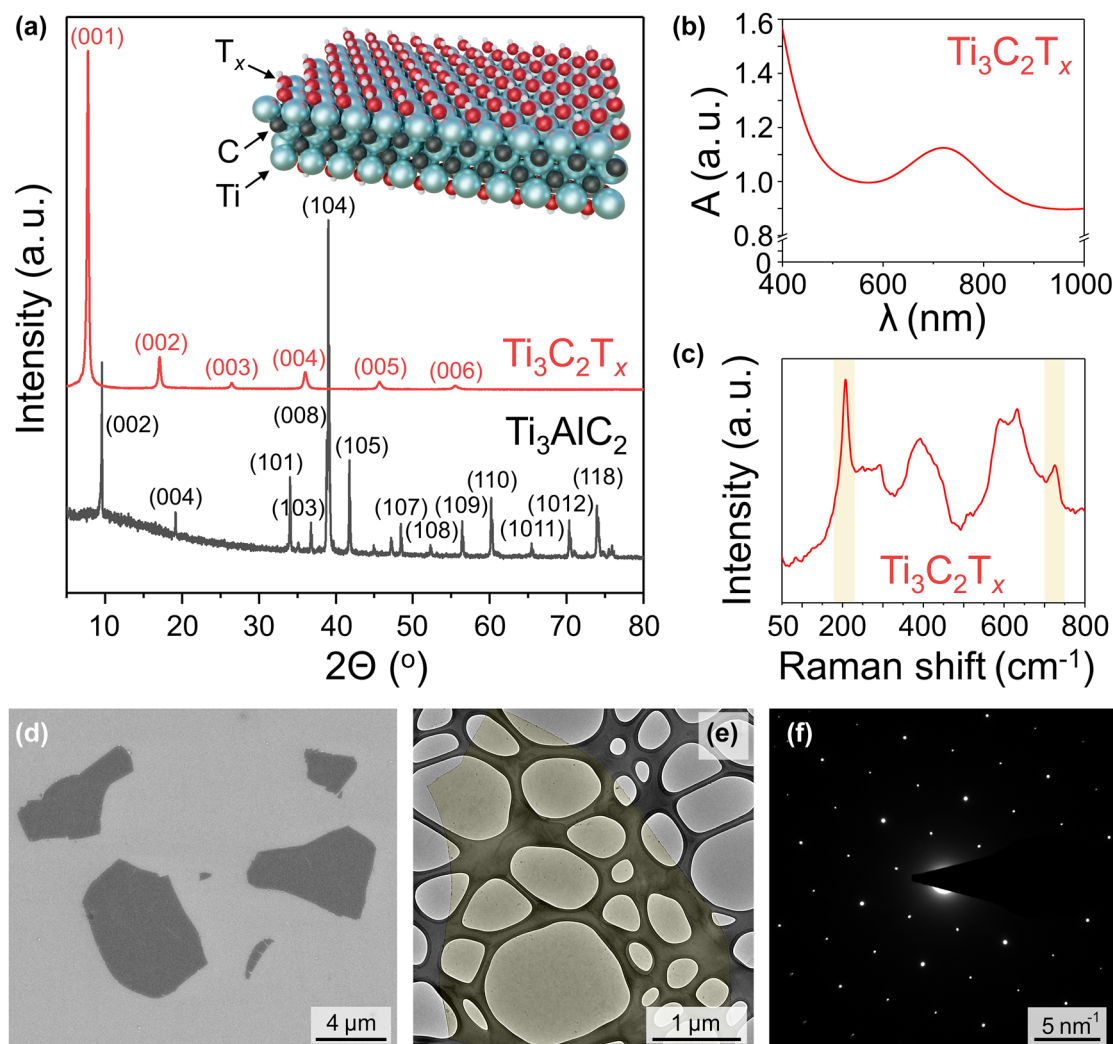 (a)
(001)
T_x
C
Ti
(104)
(002)
(003)
(004)
(005)
(006)
Ti₃C₂Tₓ
(002)
(004)
(101)
(103)
(008)
(105)
Ti₃AlC₂
(107)
(108)
(109)
(110)
(1011)
(1012)
(118)
Intensity (a. u.)
10 20 30 40 50 60 70 80
2Θ (°)
(b)
Ti₃C₂Tₓ
A (a. u.)
1.6
1.4
1.2
1.0
0.8
0
400 600 800 1000
λ (nm)
(c)
Intensity (a. u.)
Ti₃C₂Tₓ
50 200 400 600 800
Raman shift (cm⁻¹)
(d)
4 µm
(e)
1 µm
(f)
5 nm⁻¹